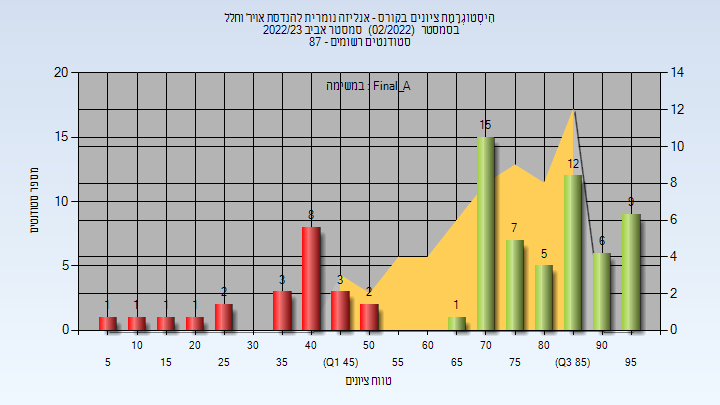 הִיסְטוֹגְרָמַת ציונים בקורס - אנליזה נומרית להנדסת אויר וחלל
בסמסטר (02/2022) סמסטר אביב 2022/23
סטודנטים רשומים - 87
במשימה : Final_A
20 15 10 5 0
14 12 10 8 6 4 2 0
מספר סטודנטים
1 1 1 1 2 3 8 3 2 1 15 7 5 12 6 9
10 20 30 40 50 60 70 80 90
5 15 25 35 (Q1 45) 55 65 75 (Q3 85) 95
טווח ציונים